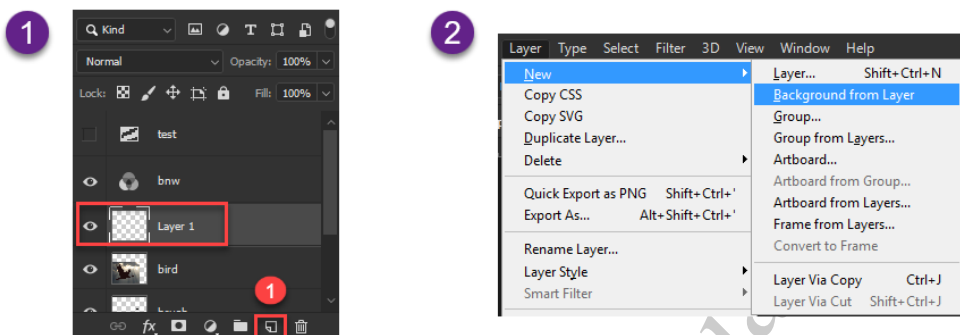 1
Kind
Normal Opacity: 100%
Lock: Fill: 100%
test
bnw
Layer 1
bird
1
fx
2
Layer Type Select Filter 3D View Window Help
New
Copy CSS
Copy SVG
Duplicate Layer...
Delete
Quick Export as PNG Shift+Ctrl+'
Export As... Alt+Shift+Ctrl+'
Rename Layer...
Layer Style
Smart Filter
Layer... Shift+Ctrl+N
Background from Layer
Group...
Group from Layers...
Artboard...
Artboard from Group...
Artboard from Layers...
Frame from Layers...
Convert to Frame
Layer Via Copy Ctrl+J
Layer Via Cut Shift+Ctrl+J